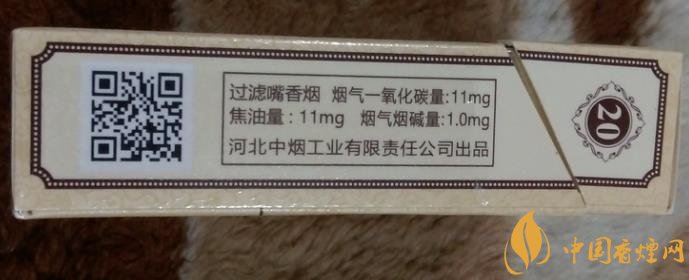 过滤嘴香烟 烟气一氧化碳量:11mg
焦油量:11mg 烟气烟碱量:1.0mg
河北中烟工业有限责任公司出品
20
中国香烟网